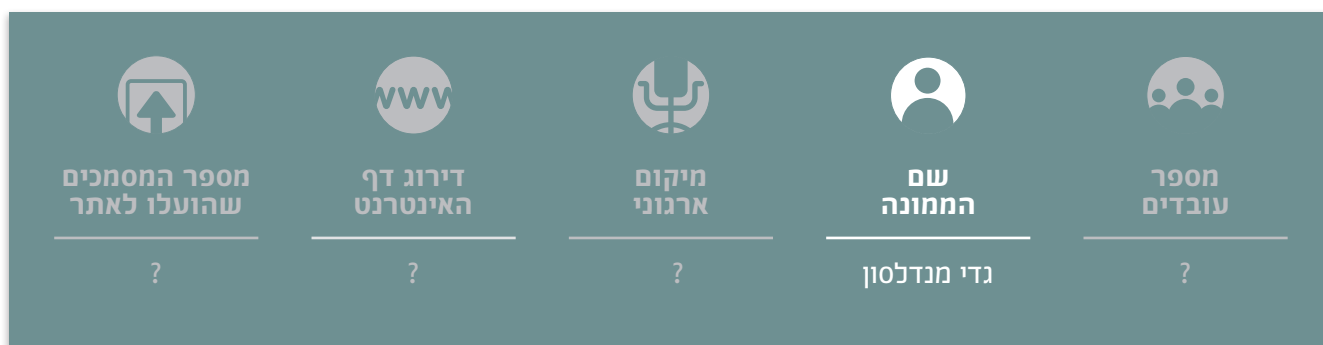 מספר
עובדים
?
שם
הממונה
גדי מנדלסון
מיקום
ארגוני
?
www
דירוג דף
האינטרנט
?
מספר המסמכים
שהועלו לאתר
?